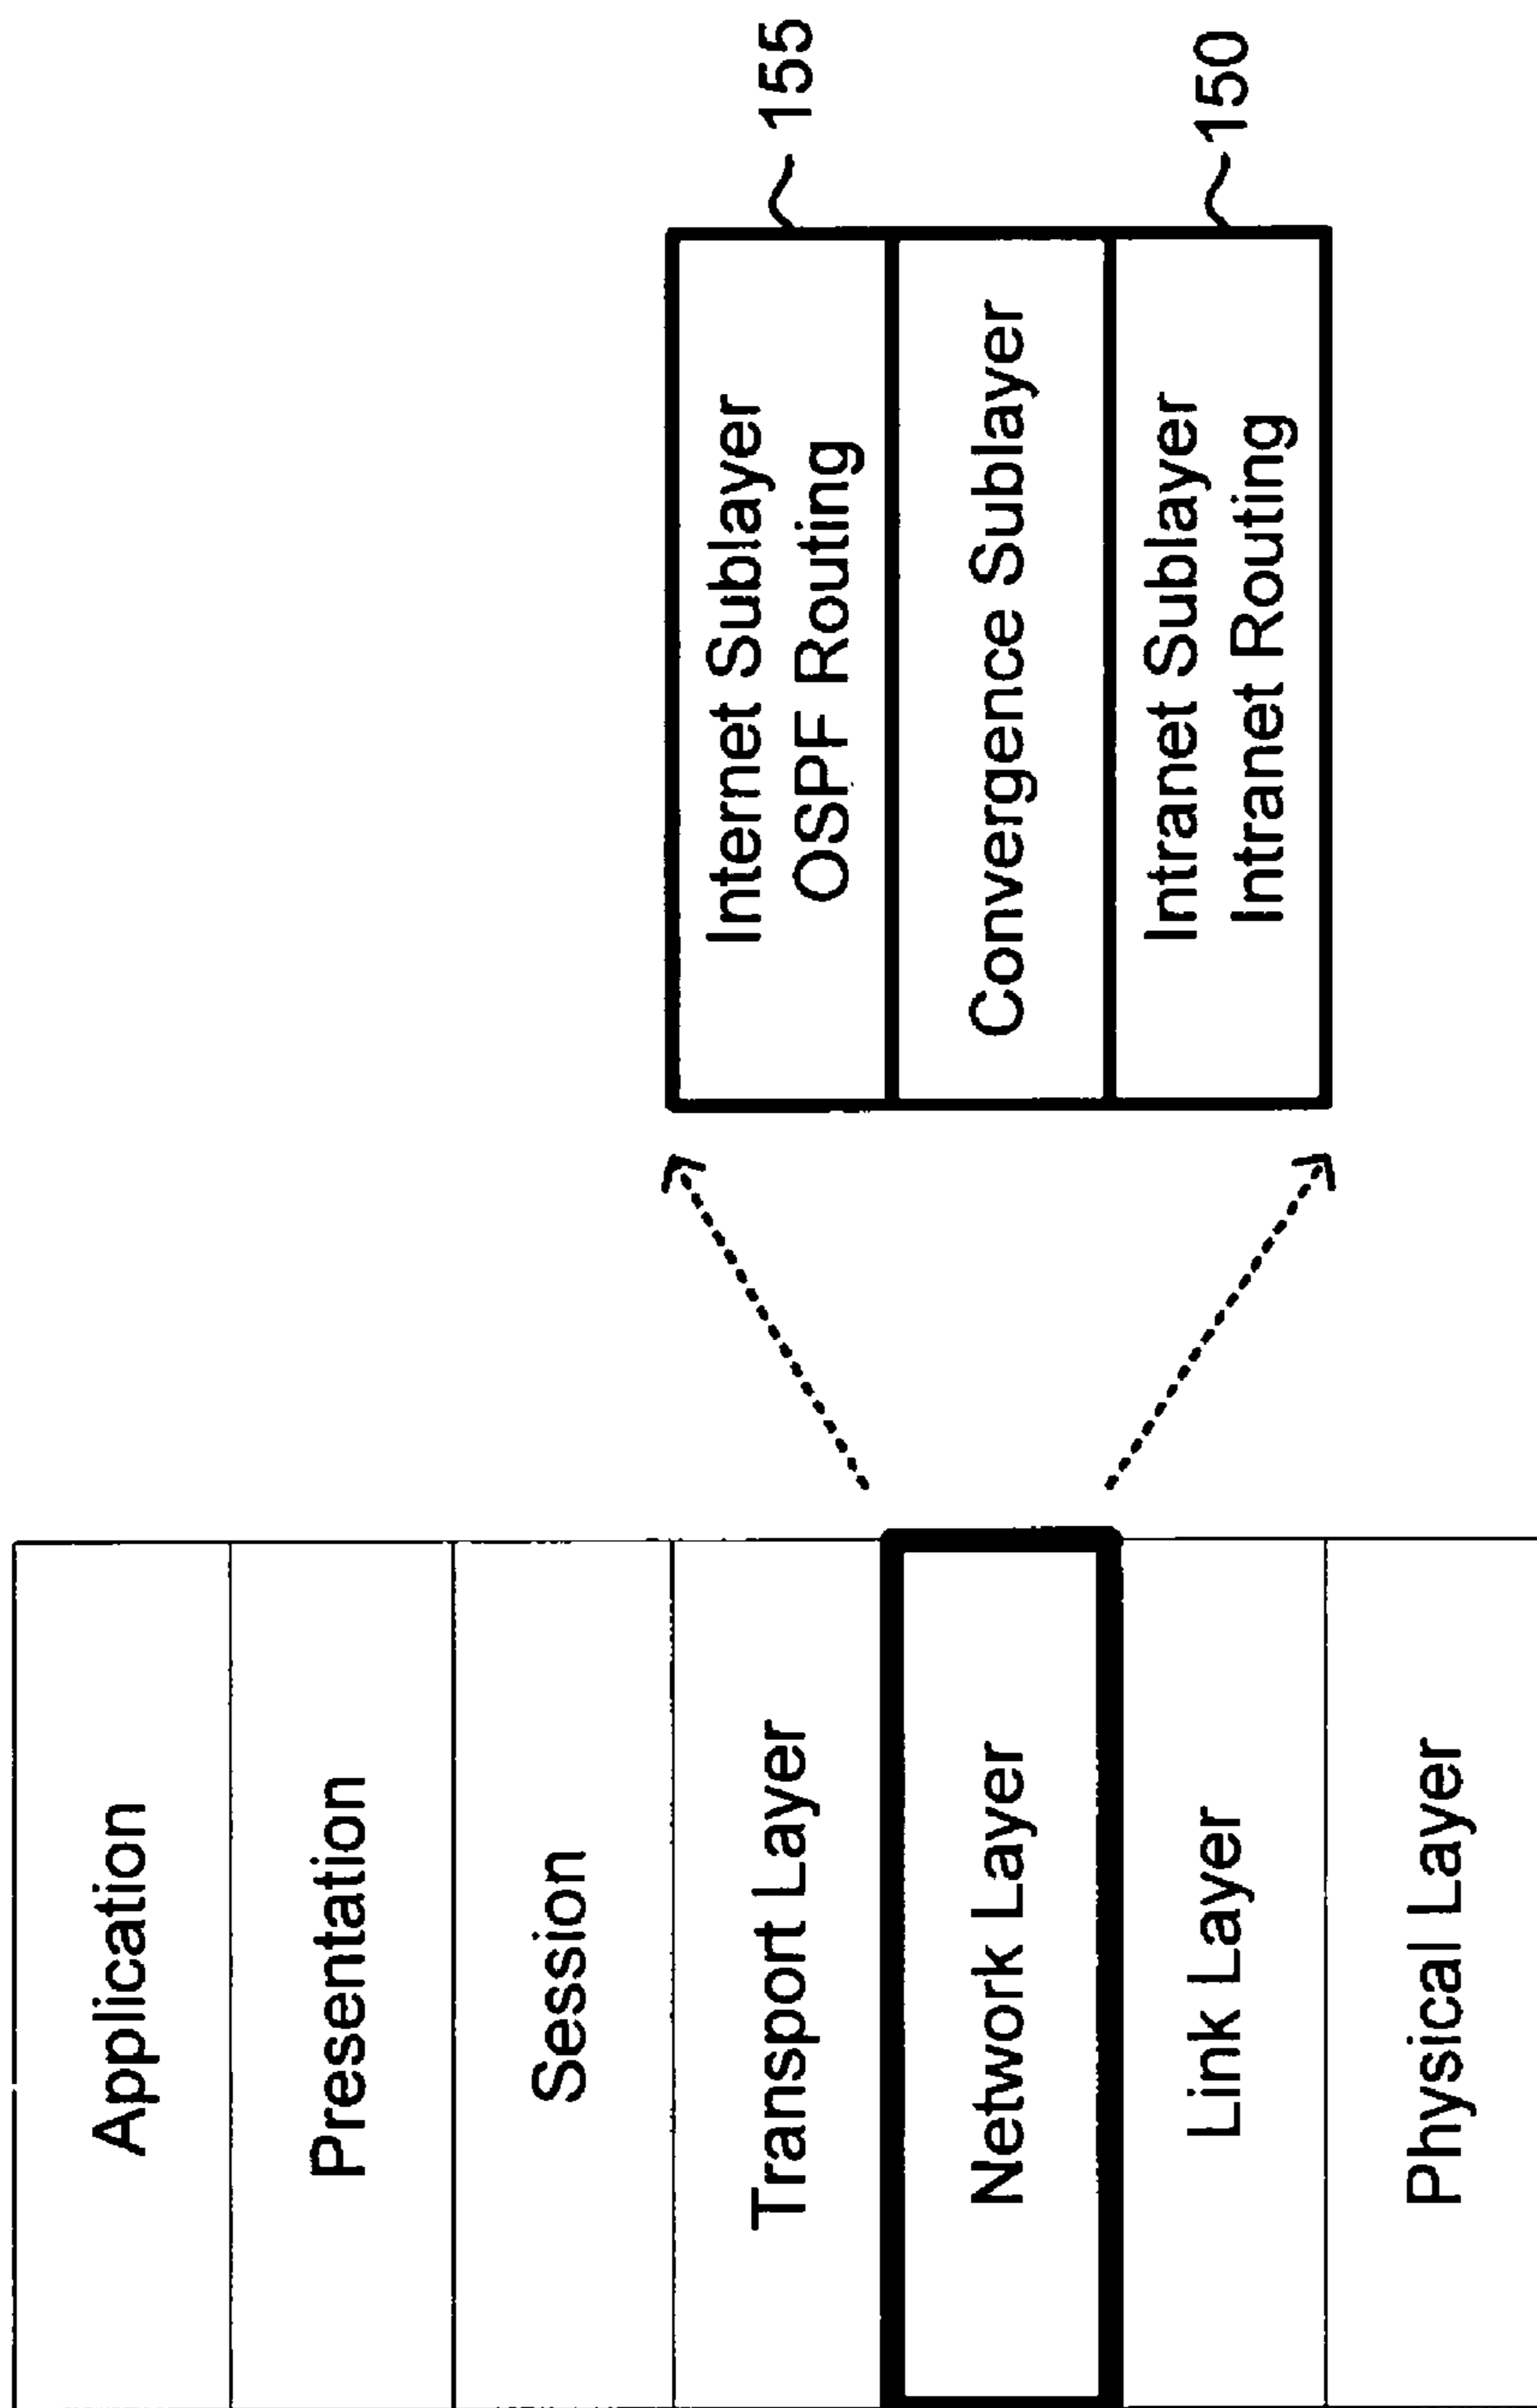 Application
Presentation
Session
Transport Layer
Network Layer
Link Layer
Physical Layer
Internet Sublayer
OSPF Routing
155
Convergence Sublayer
Intranet Sublayer
Intranet Routing
150